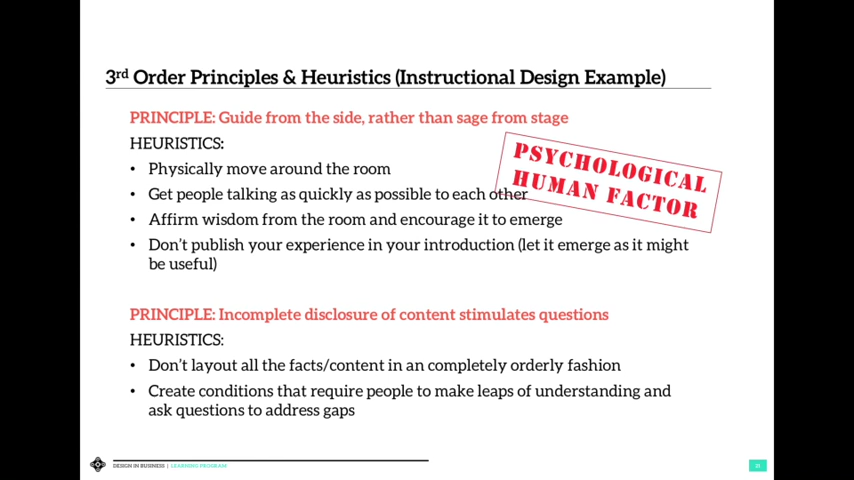 3rd Order Principles & Heuristics (Instructional Design Example)
PRINCIPLE: Guide from the side, rather than sage from stage
HEURISTICS:
• Physically move around the room
• Get people talking as quickly as possible to each other
• Affirm wisdom from the room and encourage it to emerge
• Don't publish your experience in your introduction (let it emerge as it might
be useful)
PSYCHOLOGICAL
HUMAN FACTOR
PRINCIPLE: Incomplete disclosure of content stimulates questions
HEURISTICS:
• Don't layout all the facts/content in an completely orderly fashion
• Create conditions that require people to make leaps of understanding and
ask questions to address gaps
DESIGN IN BUSINESS | LEARNING PROGRAM